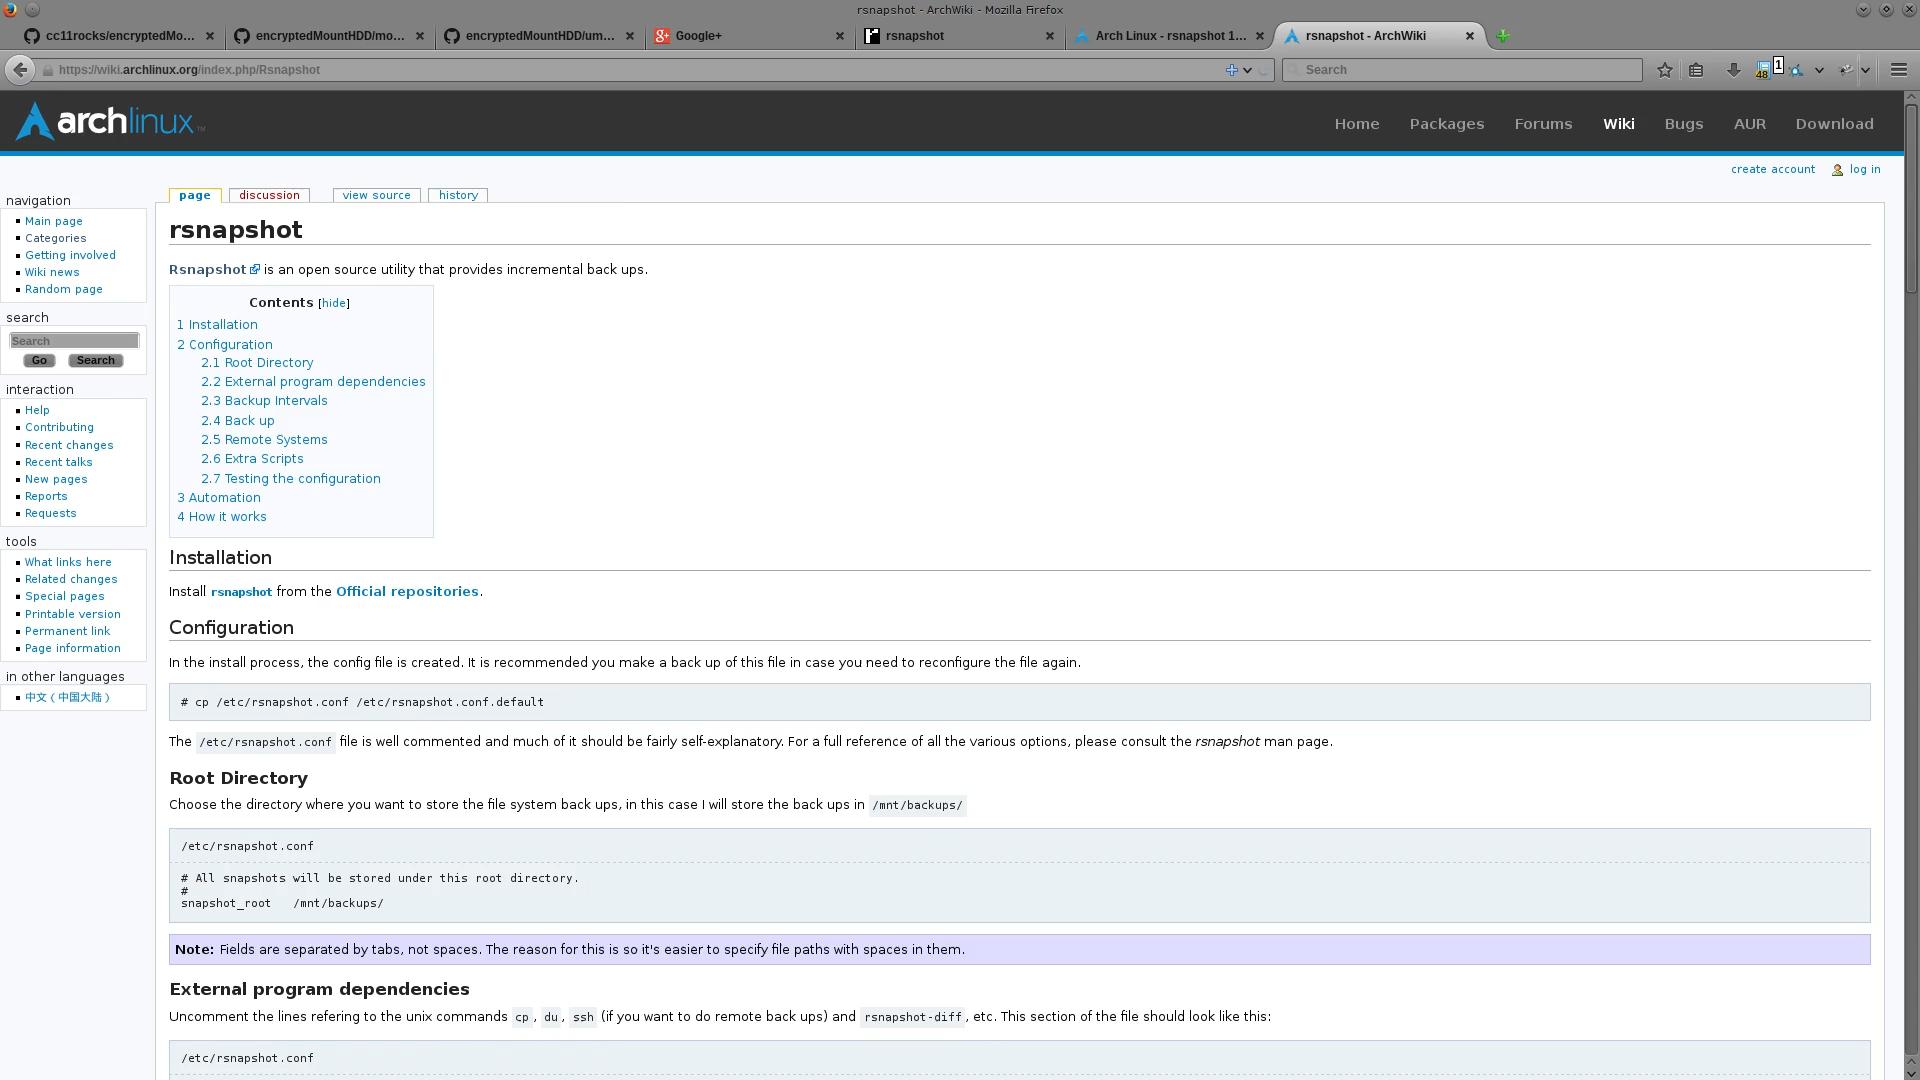 rsnapshot - ArchWiki - Mozilla Firefox
cc11rocks/encryptedMo...
encryptedMountHDD/mo...
encryptedMountHDD/um...
Google+
rsnapshot
Arch Linux - rsnapshot 1...
rsnapshot - ArchWiki
https://wiki.archlinux.org/index.php/Rsnapshot
Search
48
1
archlinux™
Home
Packages
Forums
Wiki
Bugs
AUR
Download
create account
log in
page
discussion
view source
history
navigation
Main page
Categories
Getting involved
Wiki news
Random page
search
Search
Go
Search
interaction
Help
Contributing
Recent changes
Recent talks
New pages
Reports
Requests
tools
What links here
Related changes
Special pages
Printable version
Permanent link
Page information
in other languages
中文（中国大陆）
rsnapshot
Rsnapshot is an open source utility that provides incremental back ups.
Contents [hide]
1 Installation
2 Configuration
2.1 Root Directory
2.2 External program dependencies
2.3 Backup Intervals
2.4 Back up
2.5 Remote Systems
2.6 Extra Scripts
2.7 Testing the configuration
3 Automation
4 How it works
Installation
Install rsnapshot from the Official repositories.
Configuration
In the install process, the config file is created. It is recommended you make a back up of this file in case you need to reconfigure the file again.
# cp /etc/rsnapshot.conf /etc/rsnapshot.conf.default
The /etc/rsnapshot.conf file is well commented and much of it should be fairly self-explanatory. For a full reference of all the various options, please consult the rsnapshot man page.
Root Directory
Choose the directory where you want to store the file system back ups, in this case I will store the back ups in /mnt/backups/
/etc/rsnapshot.conf
# All snapshots will be stored under this root directory.
#
snapshot_root   /mnt/backups/
Note: Fields are separated by tabs, not spaces. The reason for this is so it's easier to specify file paths with spaces in them.
External program dependencies
Uncomment the lines refering to the unix commands cp, du, ssh (if you want to do remote back ups) and rsnapshot-diff, etc. This section of the file should look like this:
/etc/rsnapshot.conf